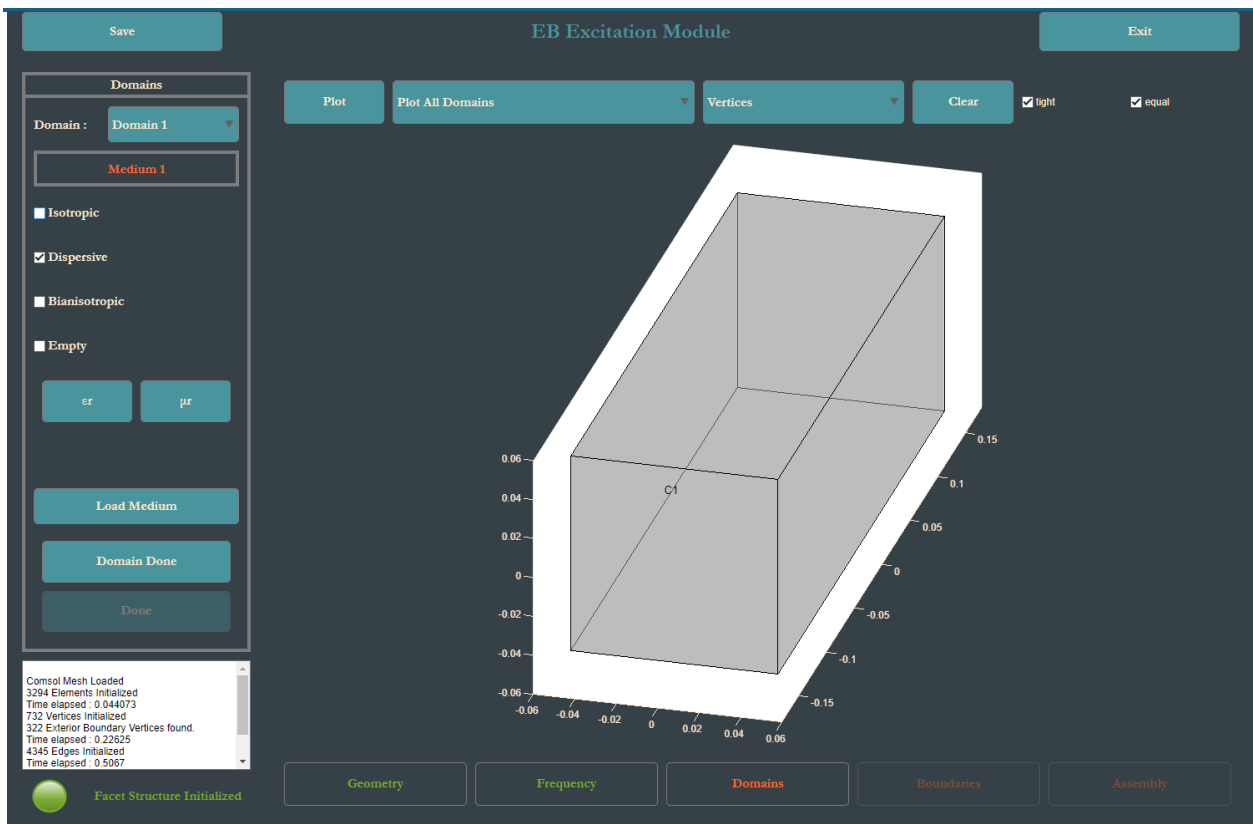 Save
EB Excitation Module
Exit
Domains
Domain :
Domain 1
Medium 1
Isotropic
Dispersive
Bianisotropic
Empty
εr
μr
Load Medium
Domain Done
Done
Comsol Mesh Loaded
3294 Elements Initialized
Time elapsed : 0.044073
732 Vertices Initialized
322 Exterior Boundary Vertices found.
Time elapsed : 0.22625
4345 Edges Initialized
Time elapsed : 0.5067
Facet Structure Initialized
Plot
Plot All Domains
Vertices
Clear
tight
equal
C1
0.06
0.04
0.02
0
-0.02
-0.04
-0.06
-0.06
-0.04
-0.02
0
0.02
0.04
0.06
0.15
0.1
0.05
0
-0.05
-0.1
-0.15
Geometry
Frequency
Domains
Boundaries
Assembly